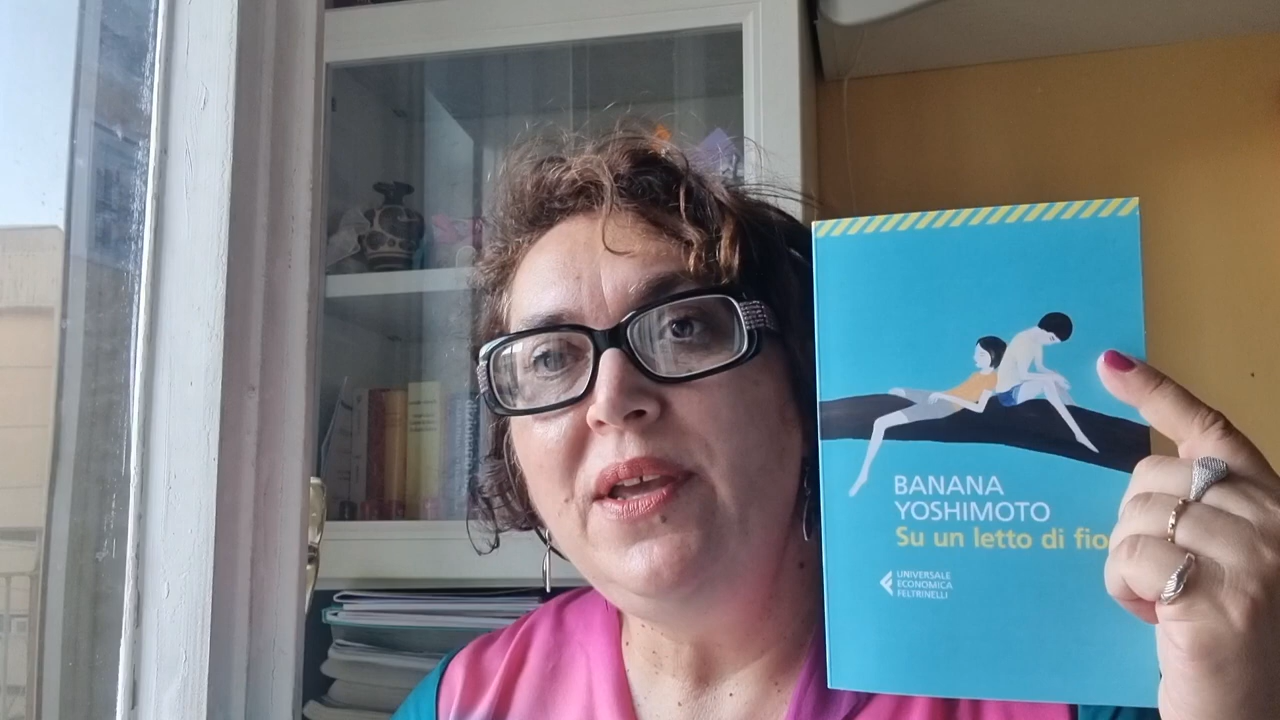 BANANA
YOSHIMOTO
Su un letto di fio
UNIVERSALE
ECONOMICA
FELTRINELLI